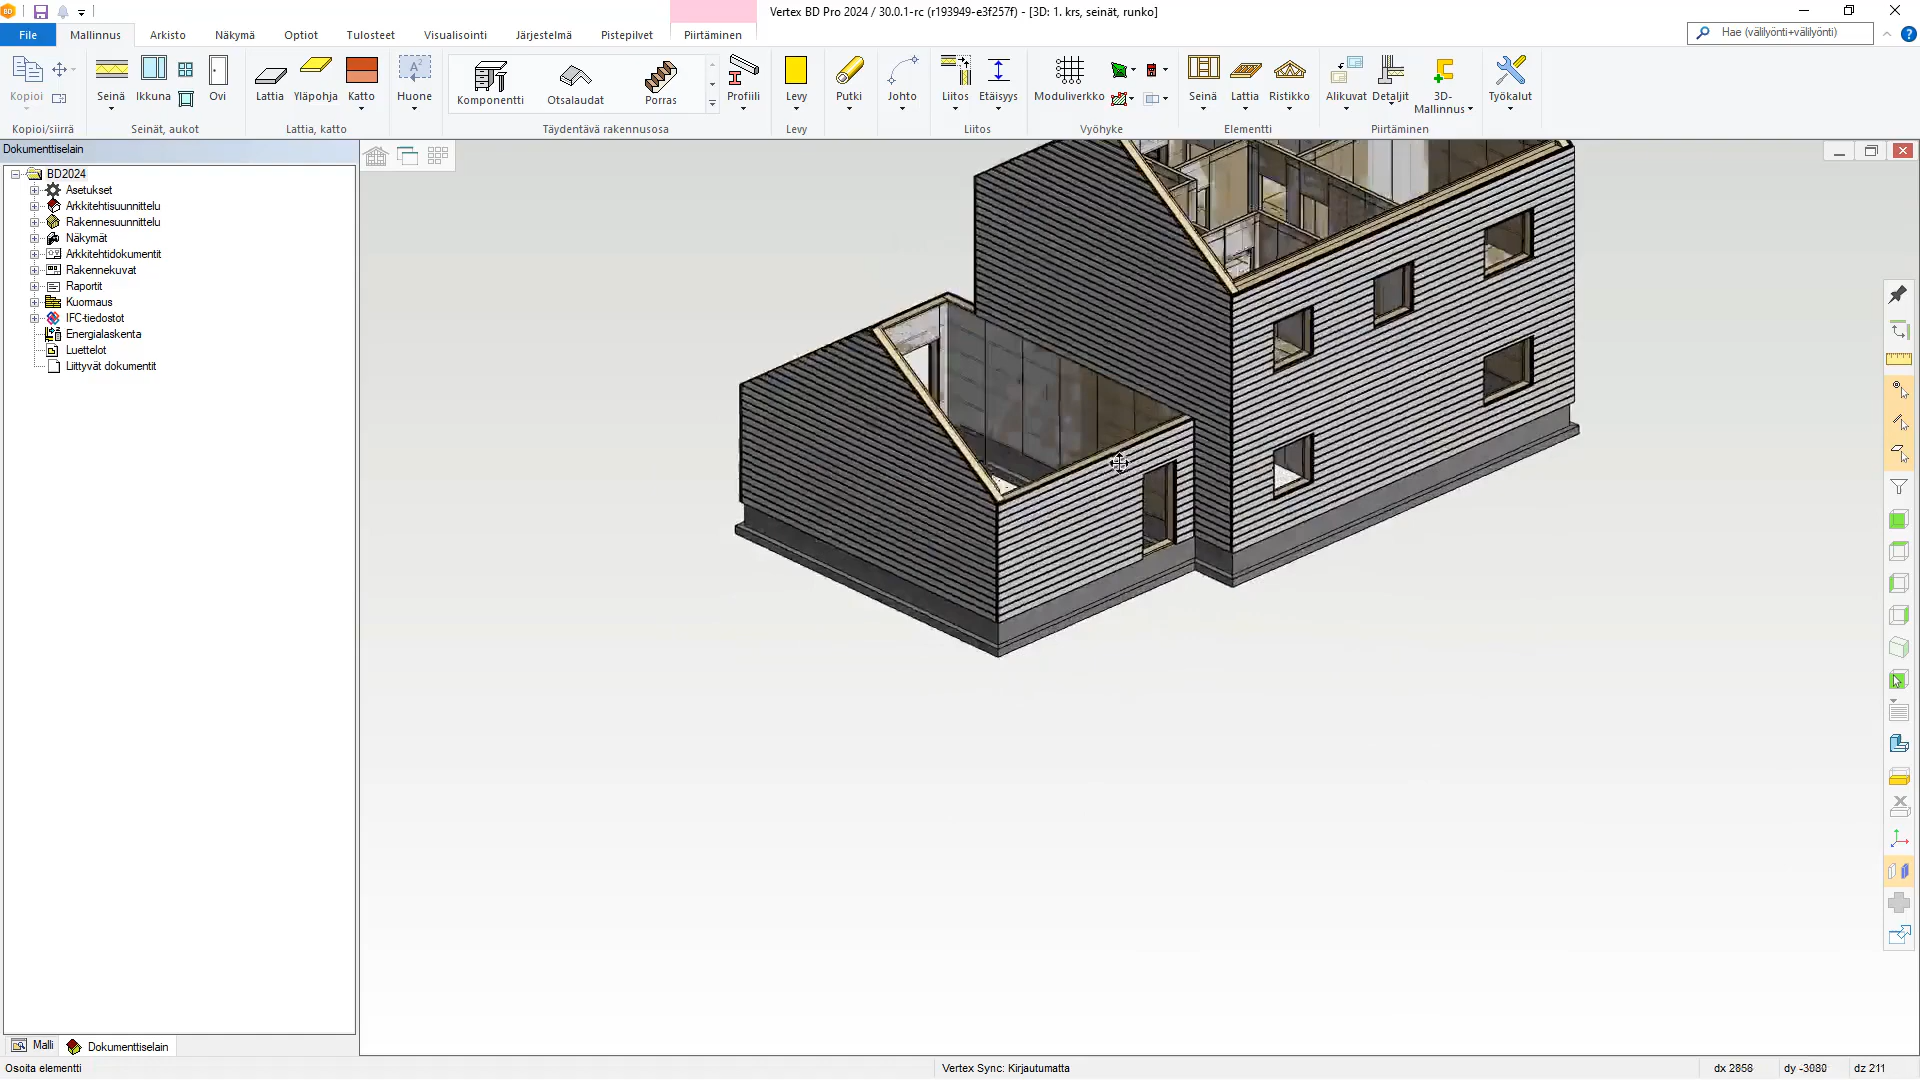 Vertex BD Pro 2024 / 30.0.1-rc (r193949-e3f257f) - [3D: 1. krs, seinät, runko]
File Mallinnus Arkisto Näkymä Optiot Tulosteet Visualisointi Järjestelmä Pistepilvet Piirtäminen
Hae (välilyönti+välilyönti)
Kopioi Seinä Ikkuna Ovi Lattia Yläpohja Katto Huone Komponentti Otsalaudat Porras Profiili Levy Putki Johto Liitos Etäisyys Moduliverkko Seinä Lattia Ristikko Alikuvat Detaljit 3D-Mallinnus Työkalut
Kopioi/siirrä Seinät, aukot Lattia, katto Täydentävä rakennusosa Levy Liitos Vyöhyke Elementti Piirtäminen
Dokumenttiselain
BD2024
Asetukset
Arkkitehtisuunnittelu
Rakennesuunnittelu
Näkymät
Arkkitehtidokumentit
Rakennekuvat
Raportit
Kuormaus
IFC-tiedostot
Energialaskenta
Luettelot
Liittyvät dokumentit
Malli Dokumenttiselain
Osoita elementti Vertex Sync: Kirjautumatta dx 2856 dy -3080 dz 211